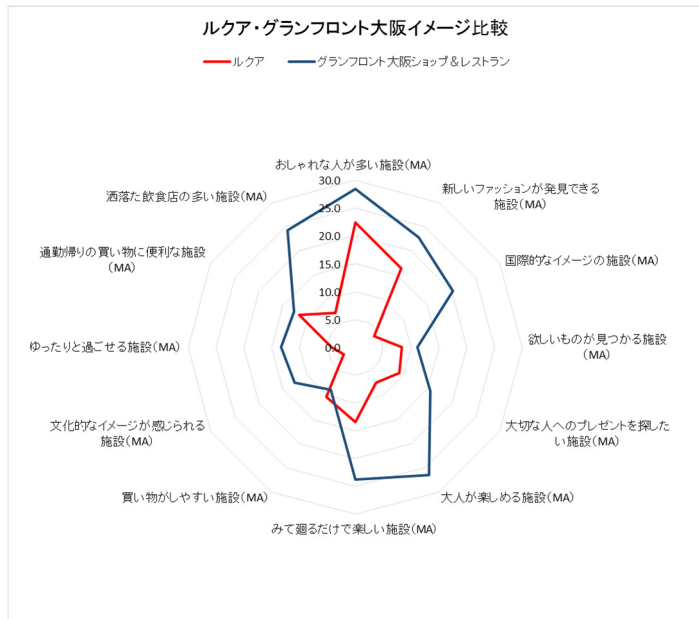 ルクア・グランフロント大阪イメージ比較
ルクア
グランフロント大阪ショップ＆レストラン
おしゃれな人が多い施設(MA)
新しいファッションが発見できる
施設(MA)
国際的なイメージの施設(MA)
欲しいものが見つかる施設
(MA)
大切な人へのプレゼントを探した
い施設(MA)
大人が楽しめる施設(MA)
みて廻るだけで楽しい施設(MA)
買い物がしやすい施設(MA)
文化的なイメージが感じられる
施設(MA)
ゆったりと過ごせる施設(MA)
通勤帰りの買い物に便利な施設
(MA)
洒落た飲食店の多い施設(MA)
30.0
25.0
20.0
15.0
10.0
5.0
0.0